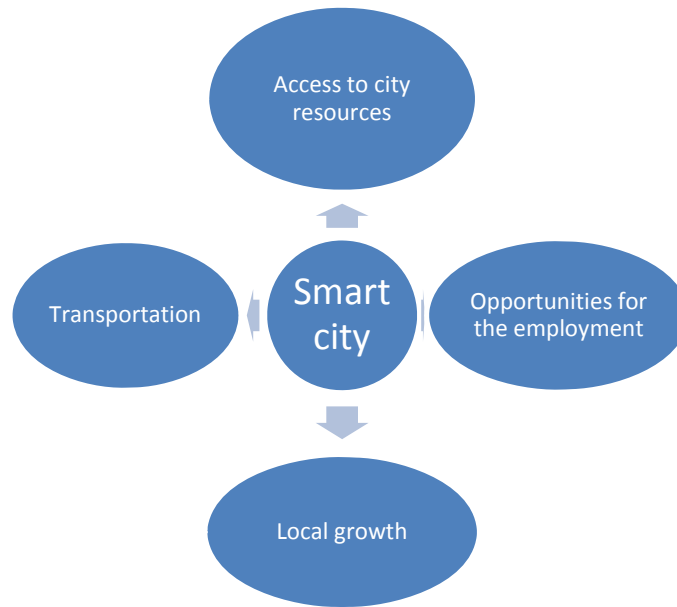 Access to city
resources
Transportation
Smart
city
Opportunities for
the employment
Local growth